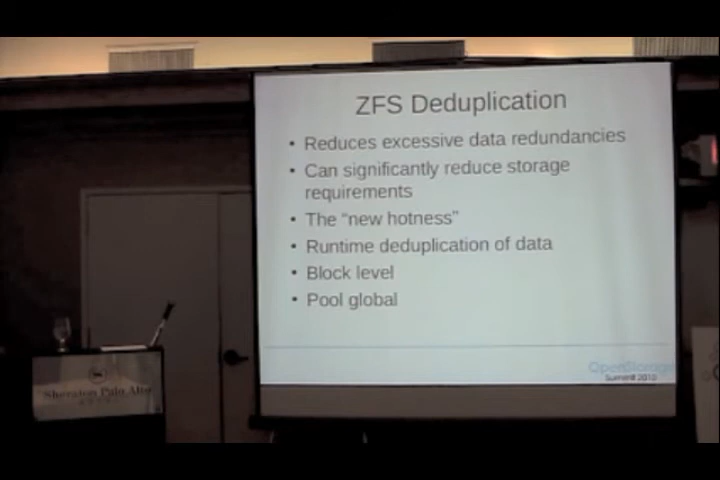 ZFS Deduplication
• Reduces excessive data redundancies
• Can significantly reduce storage
requirements
• The “new hotness”
• Runtime deduplication of data
• Block level
• Pool global
OpenStorage
Summit 2010
Sheraton Palo Alto